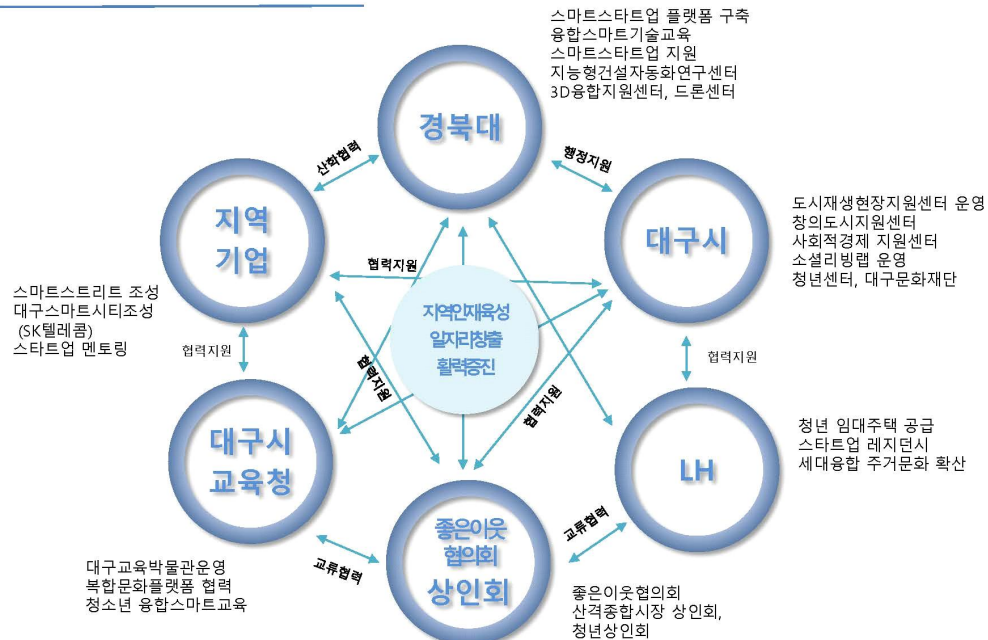 스마트스타트업 플랫폼 구축
융합스마트기술교육
스마트스타트업 지원
지능형건설자동화연구센터
3D융합지원센터, 드론센터
경북대
산학협력
행정지원
지역
기업
대구시
도시재생현장지원센터 운영
창의도시지원센터
사회적경제 지원센터
소셜리빙랩 운영
청년센터, 대구문화재단
협력지원
스마트스트리트 조성
대구스마트시티조성
(SK텔레콤)
스타트업 멘토링
지역인재육성
일자리창출
활력증진
협력지원
협력지원
협력지원
협력지원
대구시
교육청
LH
청년 임대주택 공급
스타트업 레지던시
세대융합 주거문화 확산
좋은이웃
협의회
상인회
교류협력
교류협력
대구교육박물관운영
복합문화플랫폼 협력
청소년 융합스마트교육
좋은이웃협의회
산격종합시장 상인회,
청년상인회